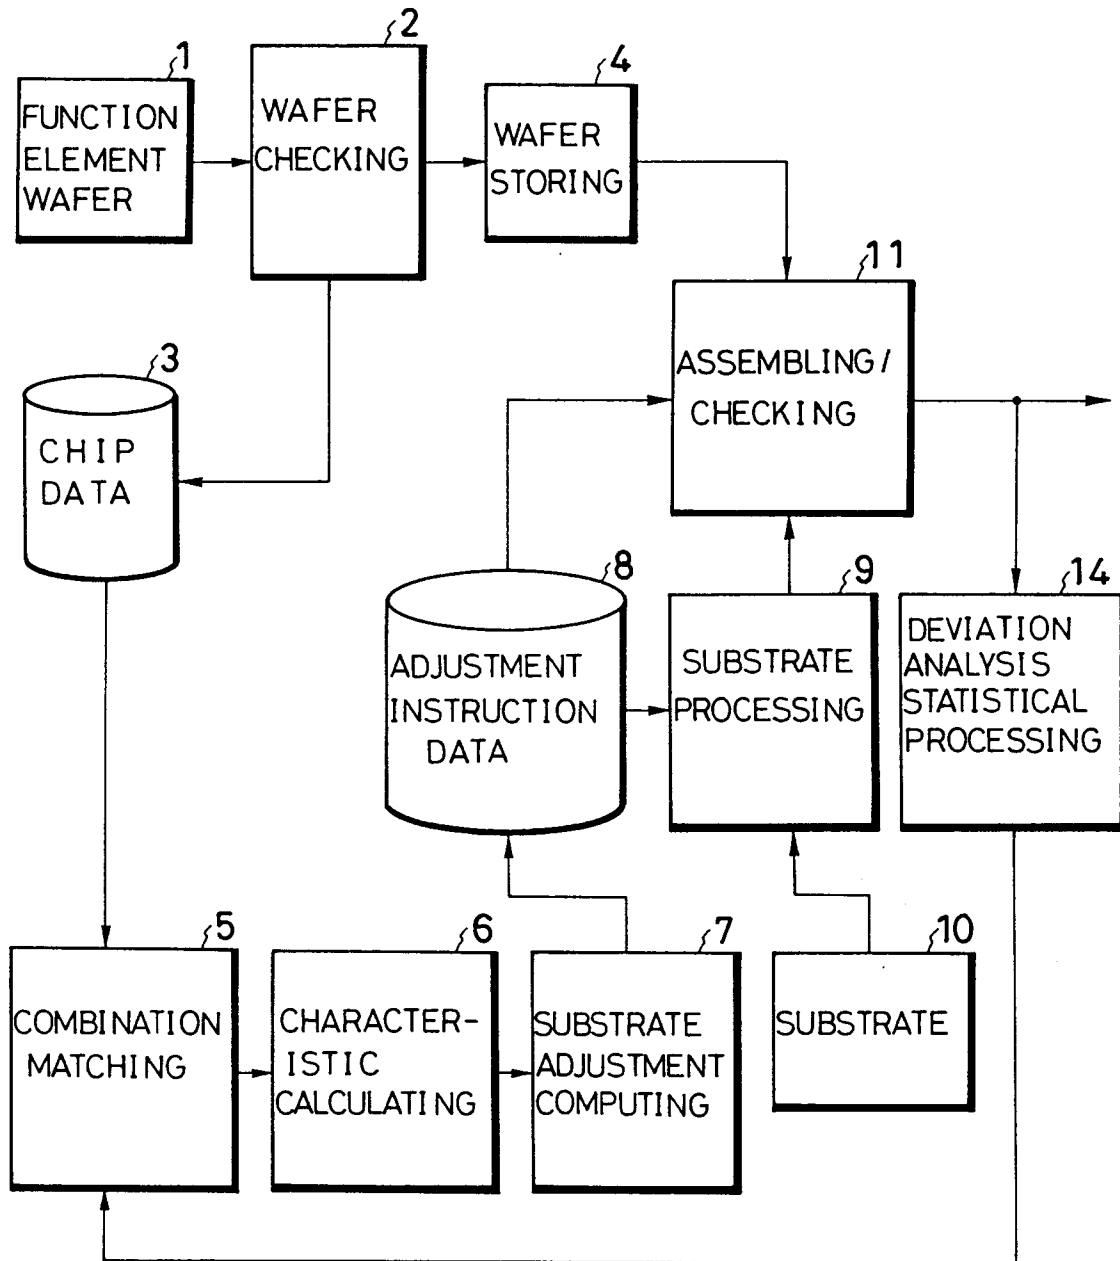 1
FUNCTION
ELEMENT
WAFER
2
WAFER
CHECKING
4
WAFER
STORING
11
ASSEMBLING/
CHECKING
3
CHIP
DATA
8
ADJUSTMENT
INSTRUCTION
DATA
9
SUBSTRATE
PROCESSING
14
DEVIATION
ANALYSIS
STATISTICAL
PROCESSING
5
COMBINATION
MATCHING
6
CHARACTER-
ISTIC
CALCULATING
7
SUBSTRATE
ADJUSTMENT
COMPUTING
10
SUBSTRATE